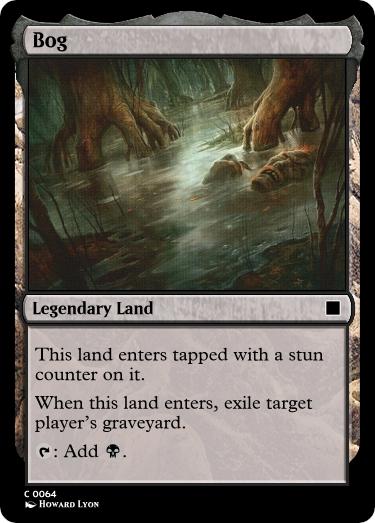 Bog
Legendary Land
This land enters tapped with a stun
counter on it.
When this land enters, exile target
player's graveyard.
: Add .
C 0064
Howard Lyon